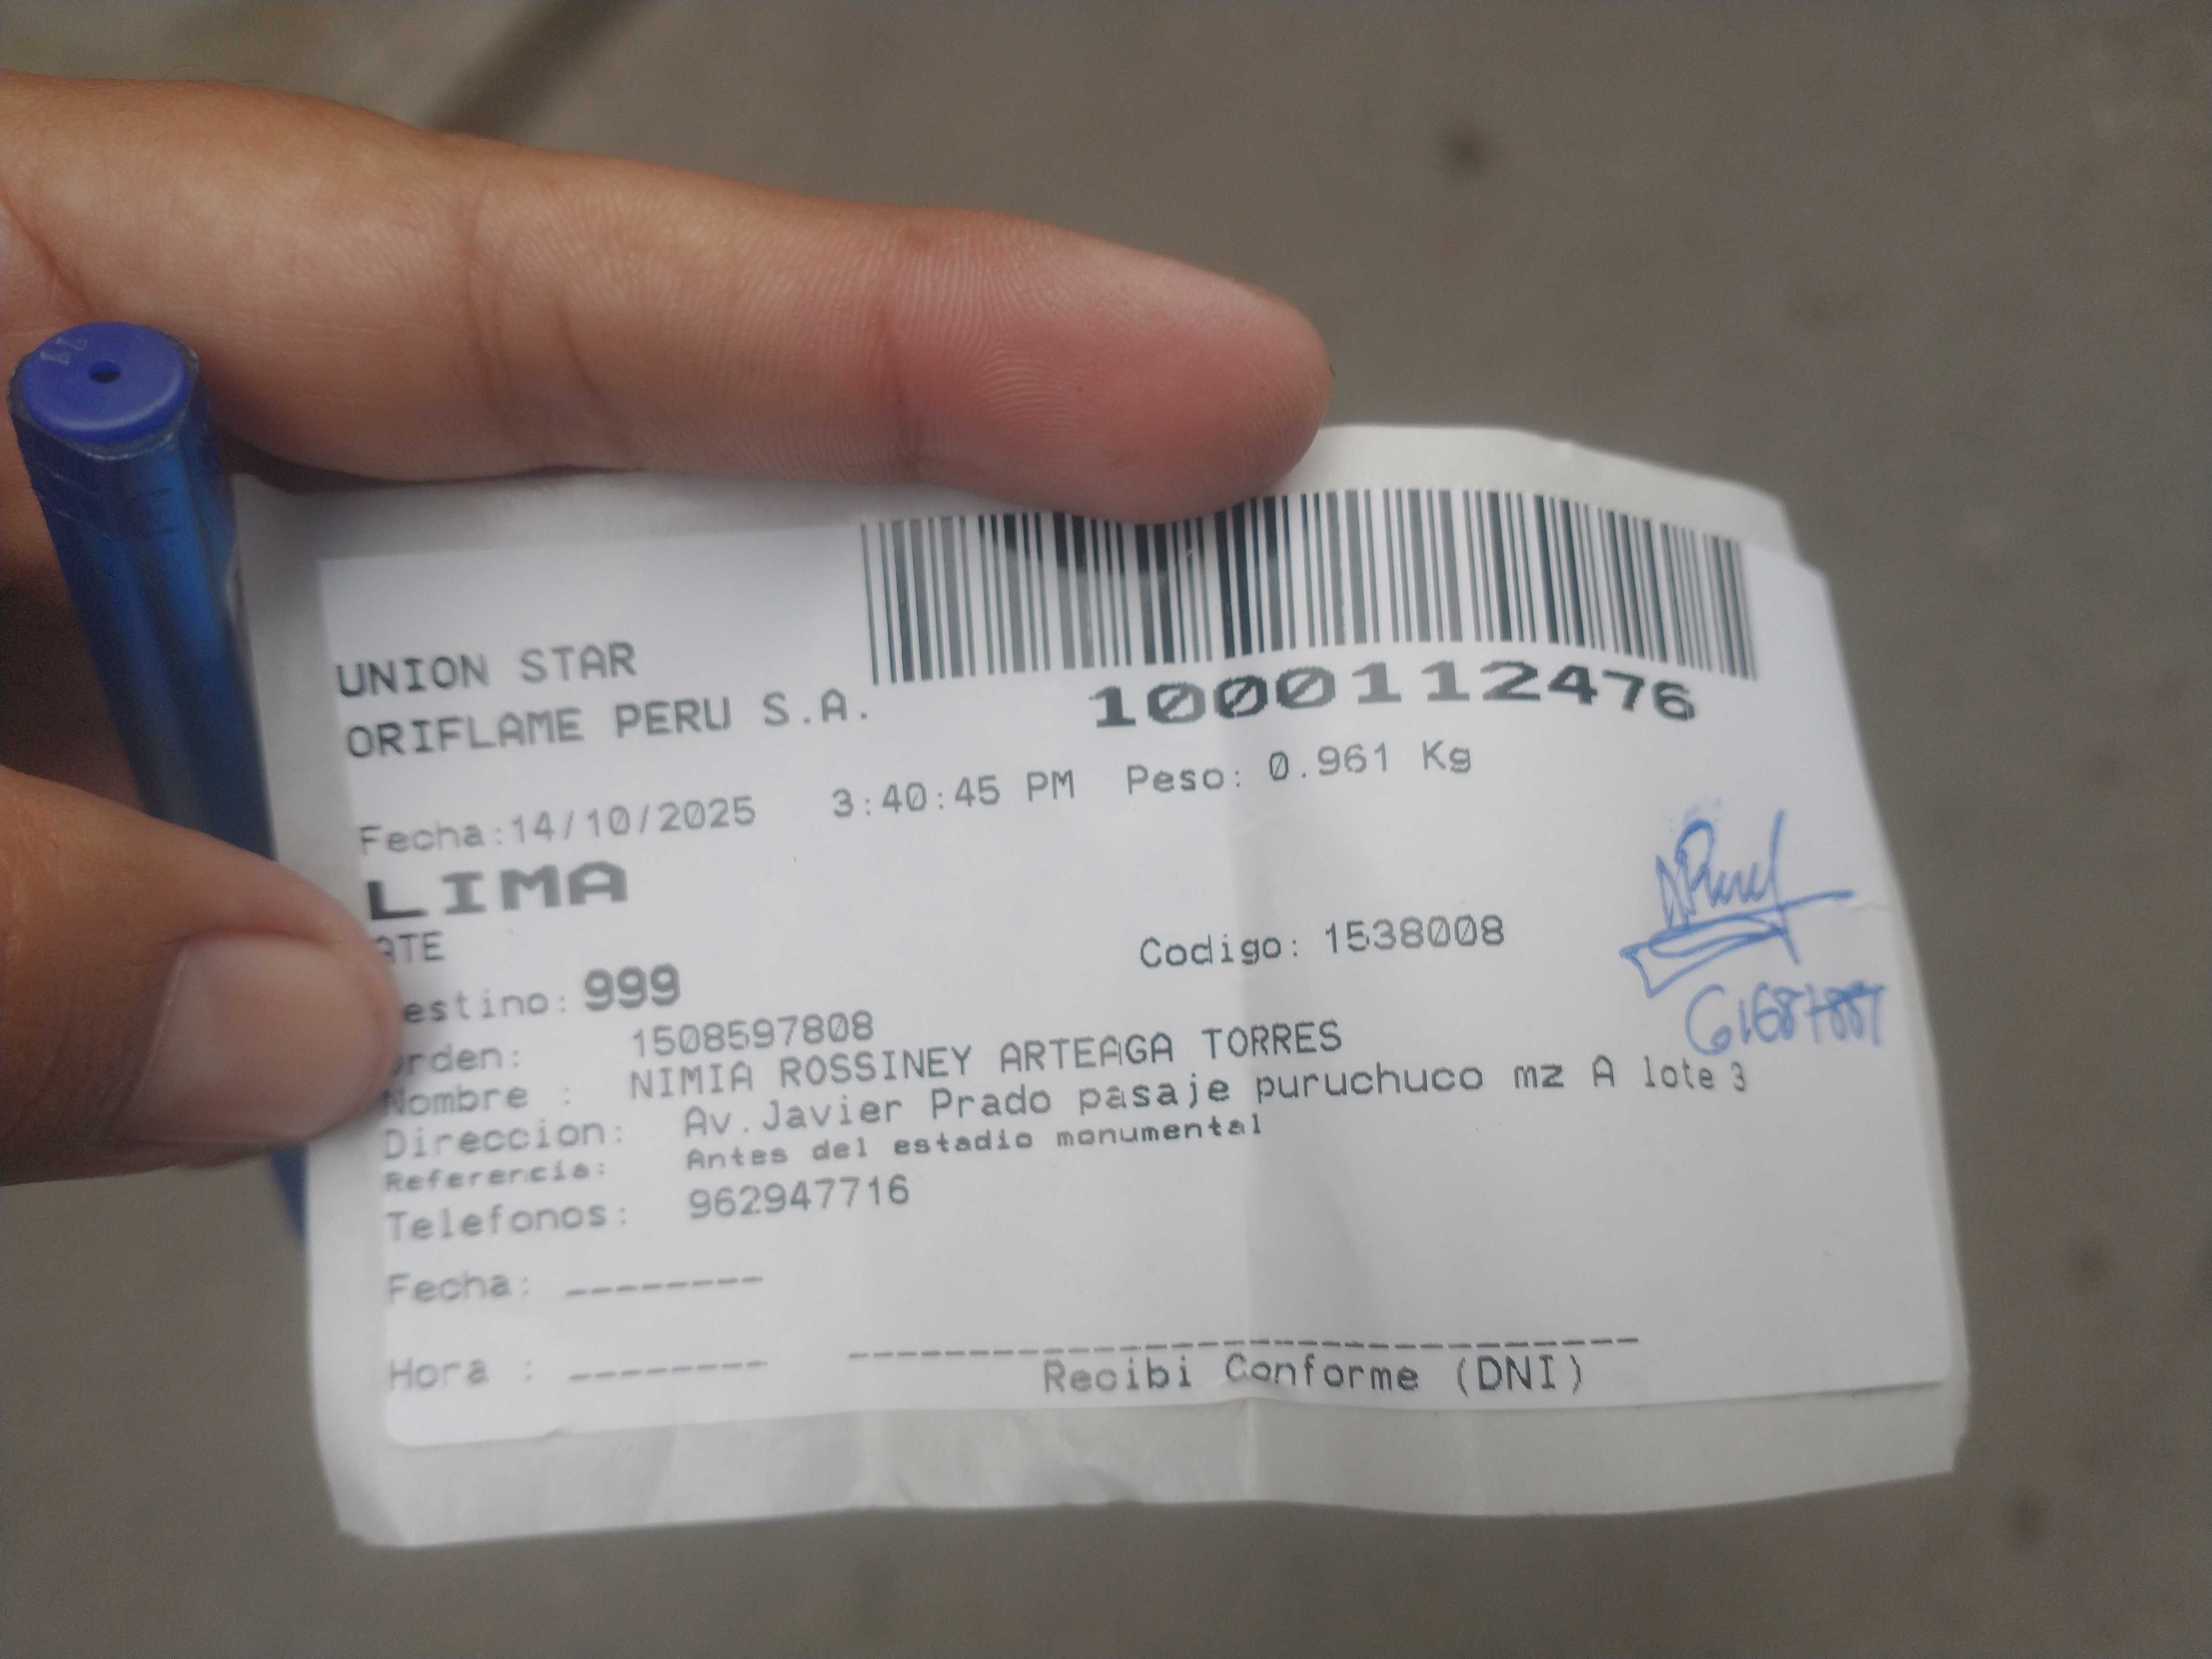 1000112476
UNION STAR
ORIFLAME PERU S.A.
Fecha:14/10/2025 3:40:45 PM Peso: 0.961 Kg
LIMA
ATE
Codigo: 1538008
estino: 999
rden: 1508597808
Nombre : NIMIA ROSSINEY ARTEAGA TORRES
Direccion: Av.Javier Prado pasaje puruchuco mz A lote 3
Referencia: Antes del estadio monumental
Telefonos: 962947716
Fecha: --------
Hora : --------
Recibi Conforme (DNI)